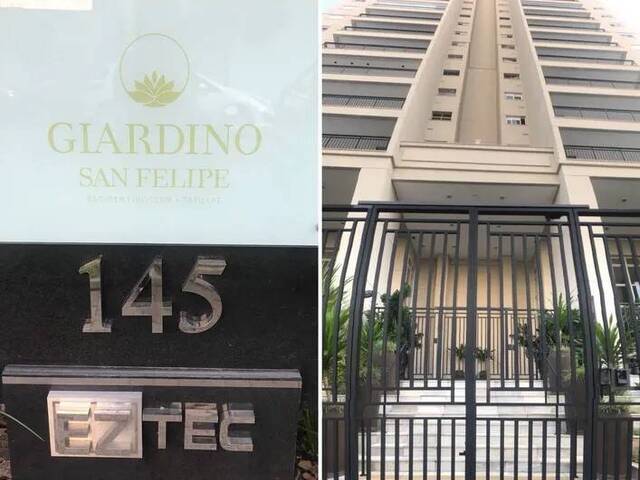 GIARDINO
SAN FELIPE
145
EZTEC